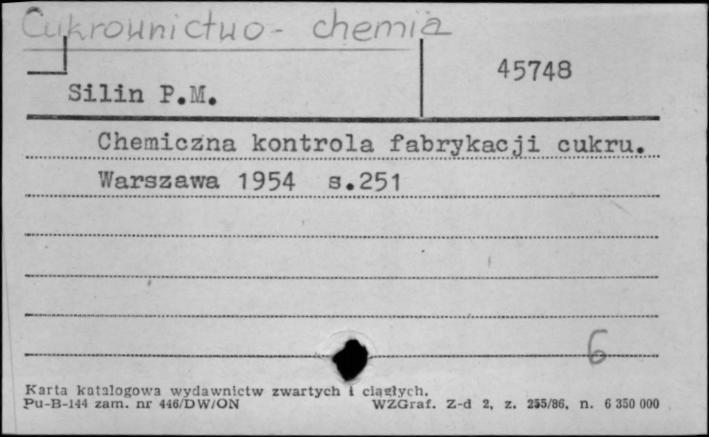 Cukrownictwo - chemia
45748
Silin P.M.
Chemiczna kontrola fabrykacji cukru.
Warszawa 1954 s.251
6
Karta katalogowa wydawnictw zwartych i ciągłych.
Pu-B-144 zam. nr 446/DW/ON WZGraf. Z-d 2, z. 255/86, n. 6 350 000